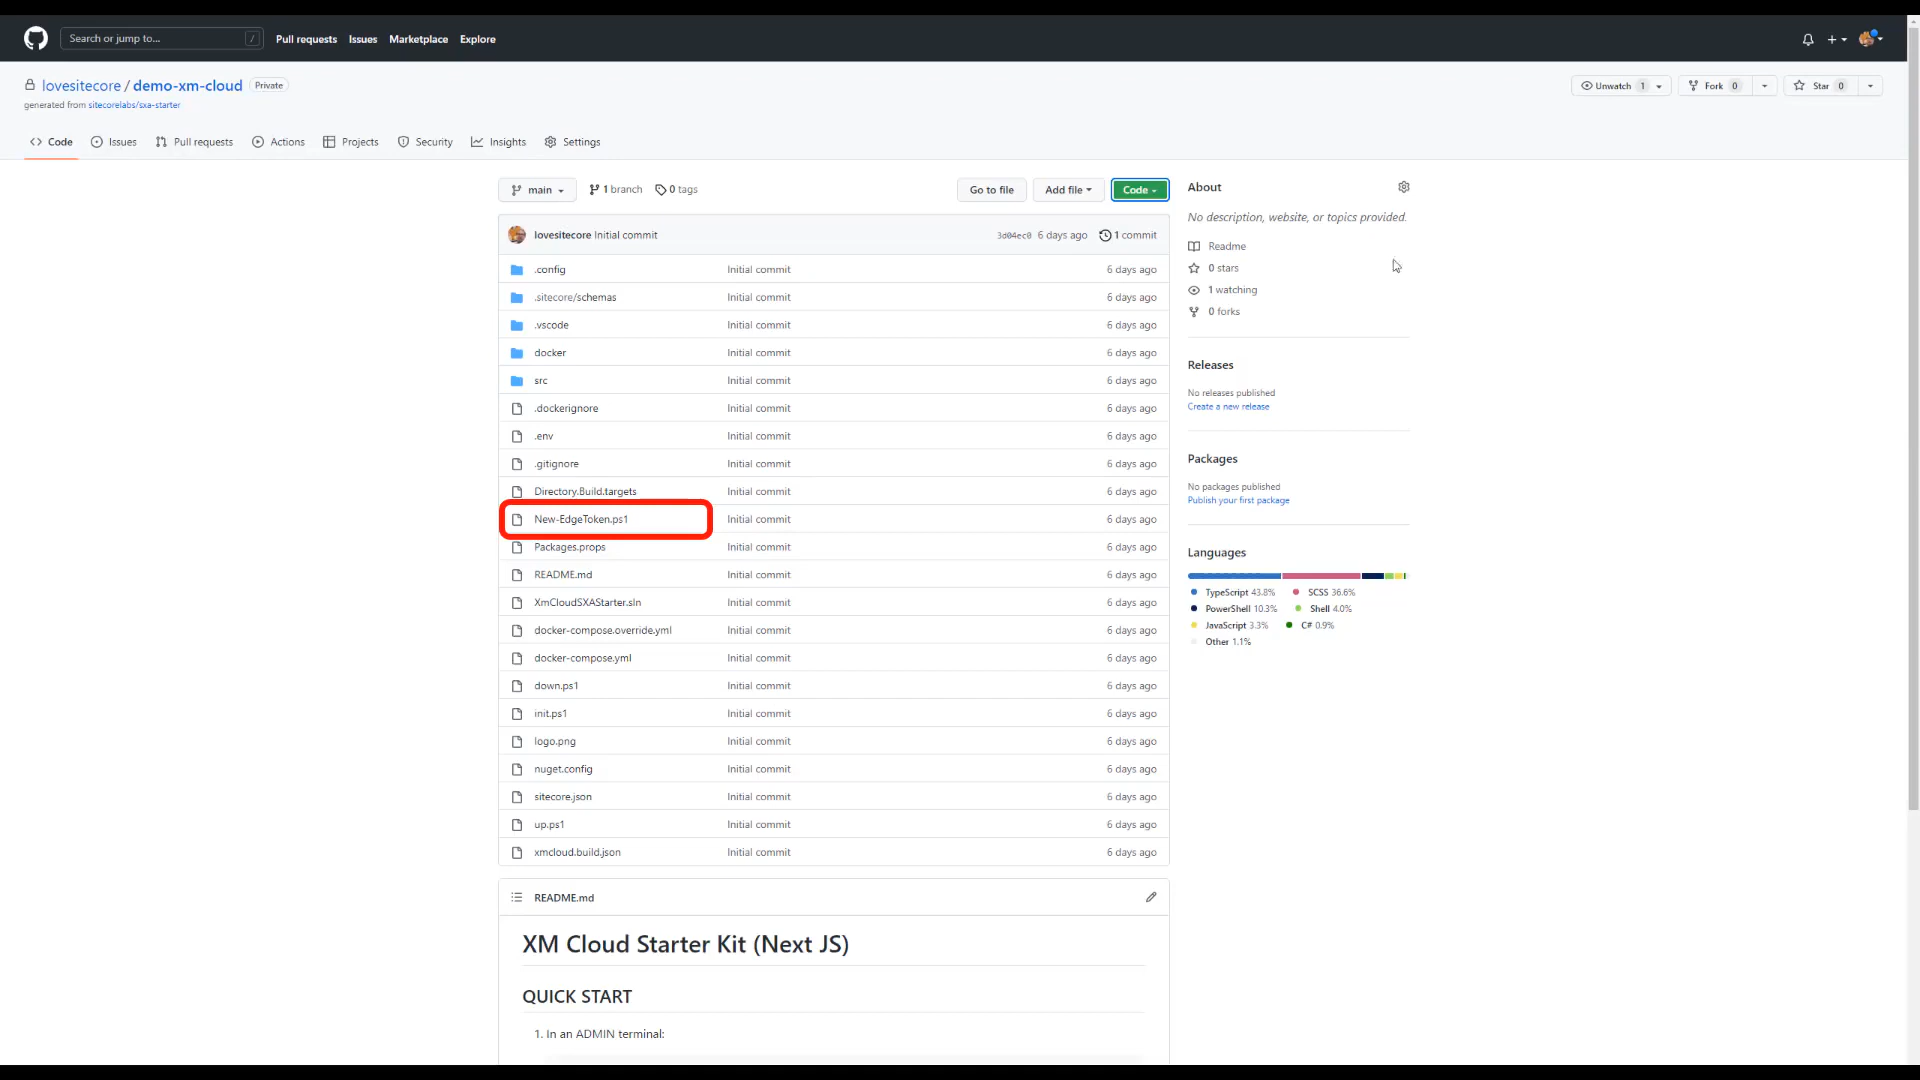 Search or jump to... /
Pull requests Issues Marketplace Explore
lovesitecore / demo-xm-cloud Private
generated from sitecorelabs/sxa-starter
Unwatch 1 Fork 0 Star 0
Code Issues Pull requests Actions Projects Security Insights Settings
main 1 branch 0 tags Go to file Add file Code
lovesitecore Initial commit 3d04ec0 6 days ago 1 commit
.config Initial commit 6 days ago
.sitecore/schemas Initial commit 6 days ago
.vscode Initial commit 6 days ago
docker Initial commit 6 days ago
src Initial commit 6 days ago
.dockerignore Initial commit 6 days ago
.env Initial commit 6 days ago
.gitignore Initial commit 6 days ago
Directory.Build.targets Initial commit 6 days ago
New-EdgeToken.ps1 Initial commit 6 days ago
Packages.props Initial commit 6 days ago
README.md Initial commit 6 days ago
XmCloudSXAStarter.sln Initial commit 6 days ago
docker-compose.override.yml Initial commit 6 days ago
docker-compose.yml Initial commit 6 days ago
down.ps1 Initial commit 6 days ago
init.ps1 Initial commit 6 days ago
logo.png Initial commit 6 days ago
nuget.config Initial commit 6 days ago
sitecore.json Initial commit 6 days ago
up.ps1 Initial commit 6 days ago
xmcloud.build.json Initial commit 6 days ago
README.md
XM Cloud Starter Kit (Next JS)
QUICK START
1. In an ADMIN terminal:
About
No description, website, or topics provided.
Readme
0 stars
1 watching
0 forks
Releases
No releases published
Create a new release
Packages
No packages published
Publish your first package
Languages
TypeScript 43.8% SCSS 36.6%
PowerShell 10.3% Shell 4.0%
JavaScript 3.3% C# 0.9%
Other 1.1%